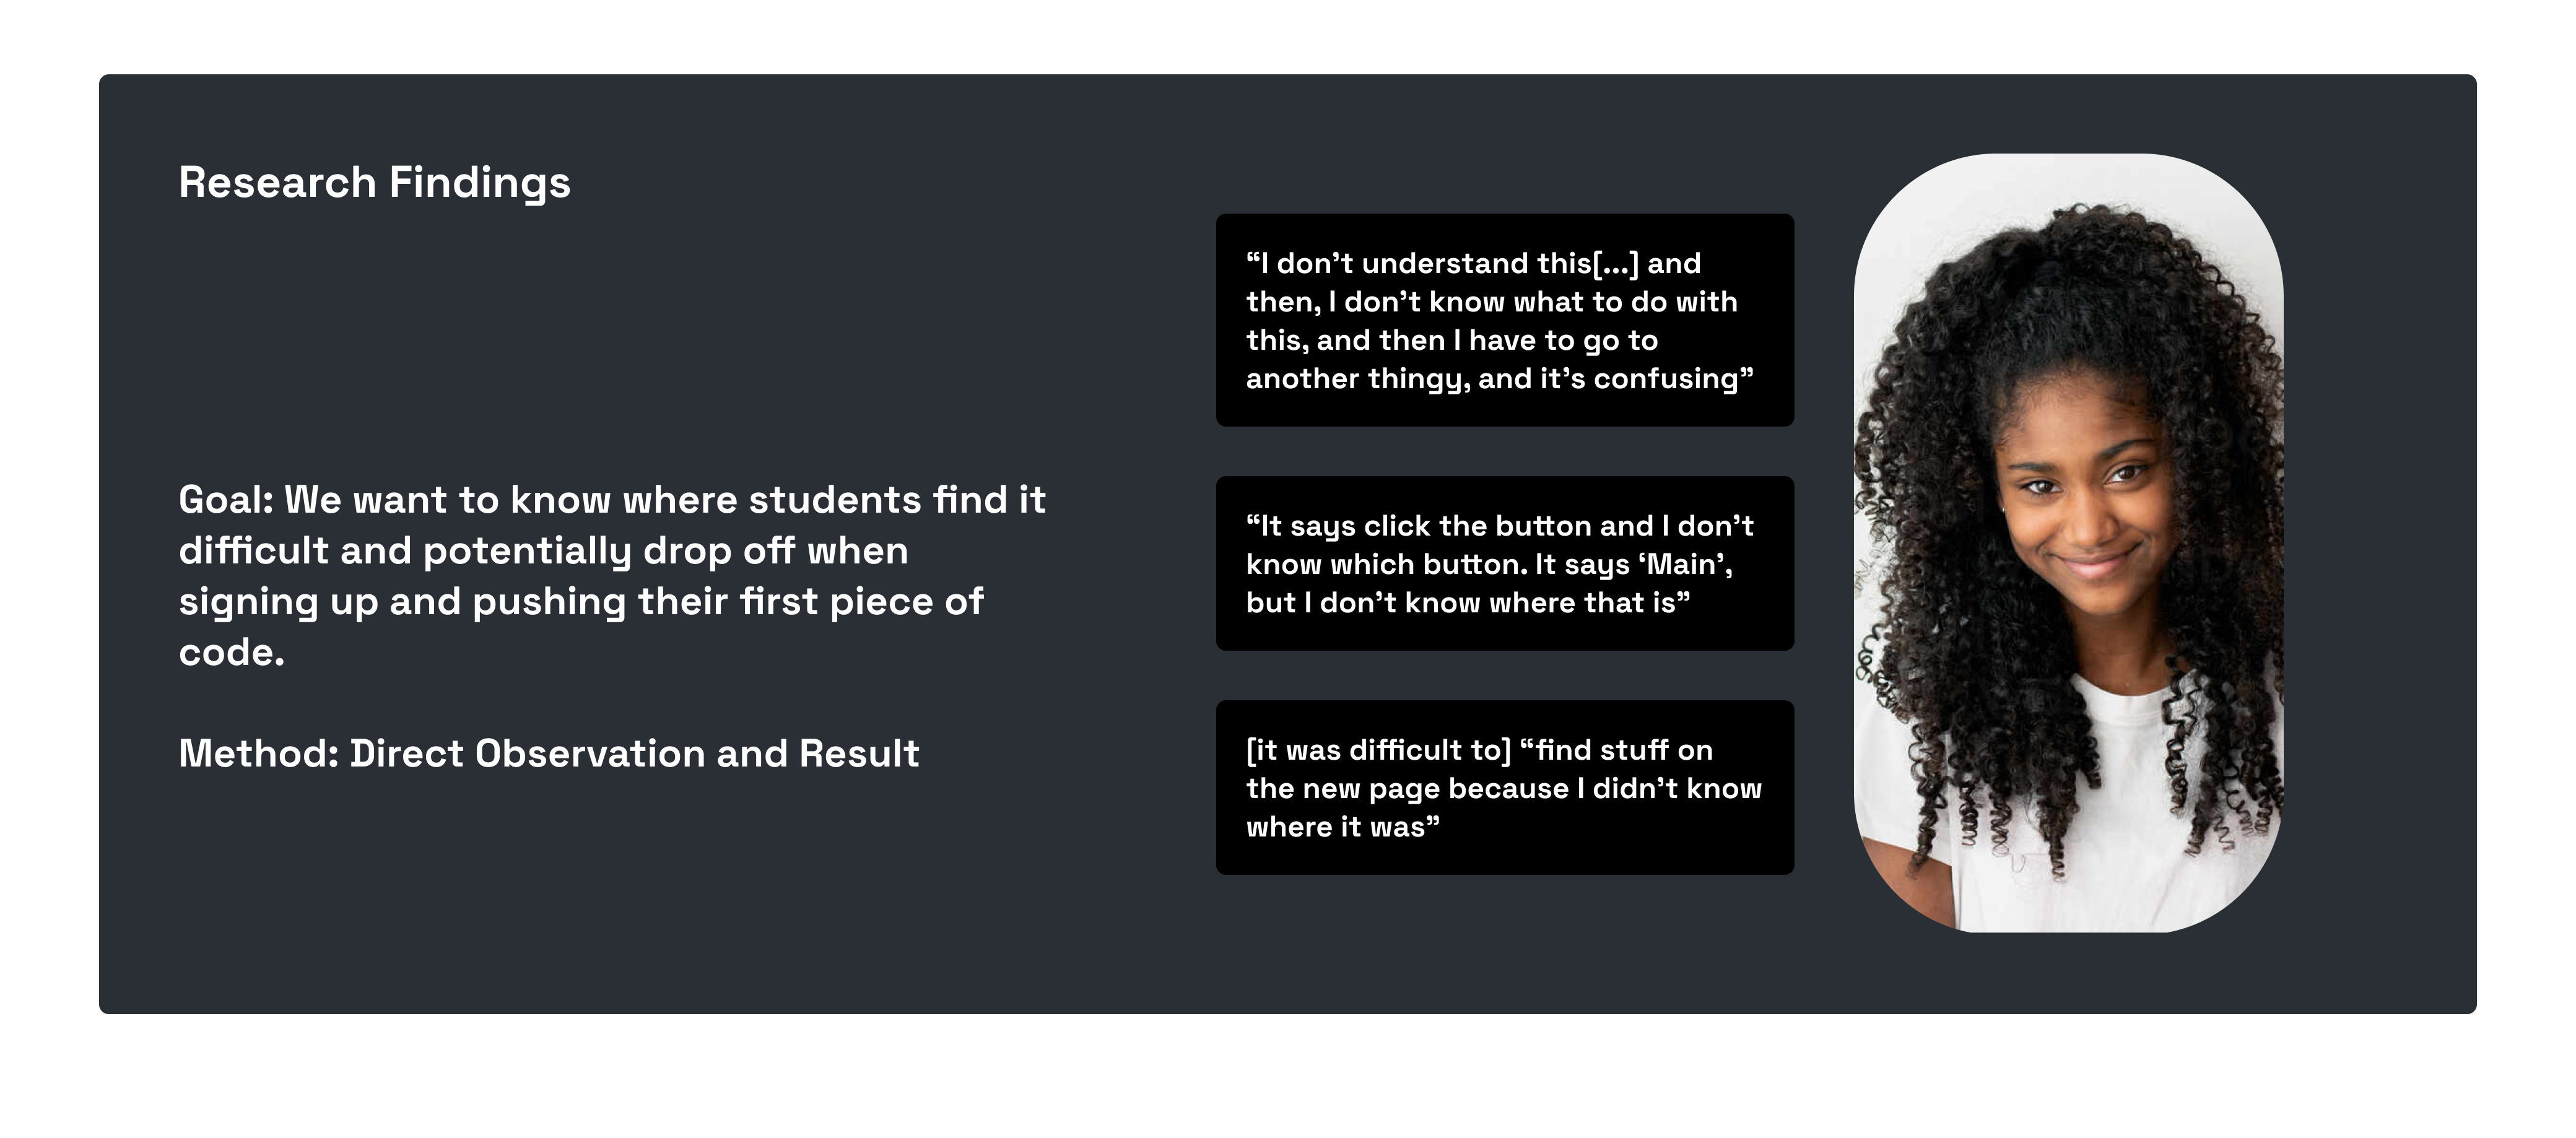 Research Findings
Goal: We want to know where students find it
difficult and potentially drop off when
signing up and pushing their first piece of
code.
Method: Direct Observation and Result
“I don’t understand this[...] and
then, I don’t know what to do with
this, and then I have to go to
another thingy, and it’s confusing”
“It says click the button and I don’t
know which button. It says ‘Main’,
but I don’t know where that is”
[it was difficult to] “find stuff on
the new page because I didn’t know
where it was”